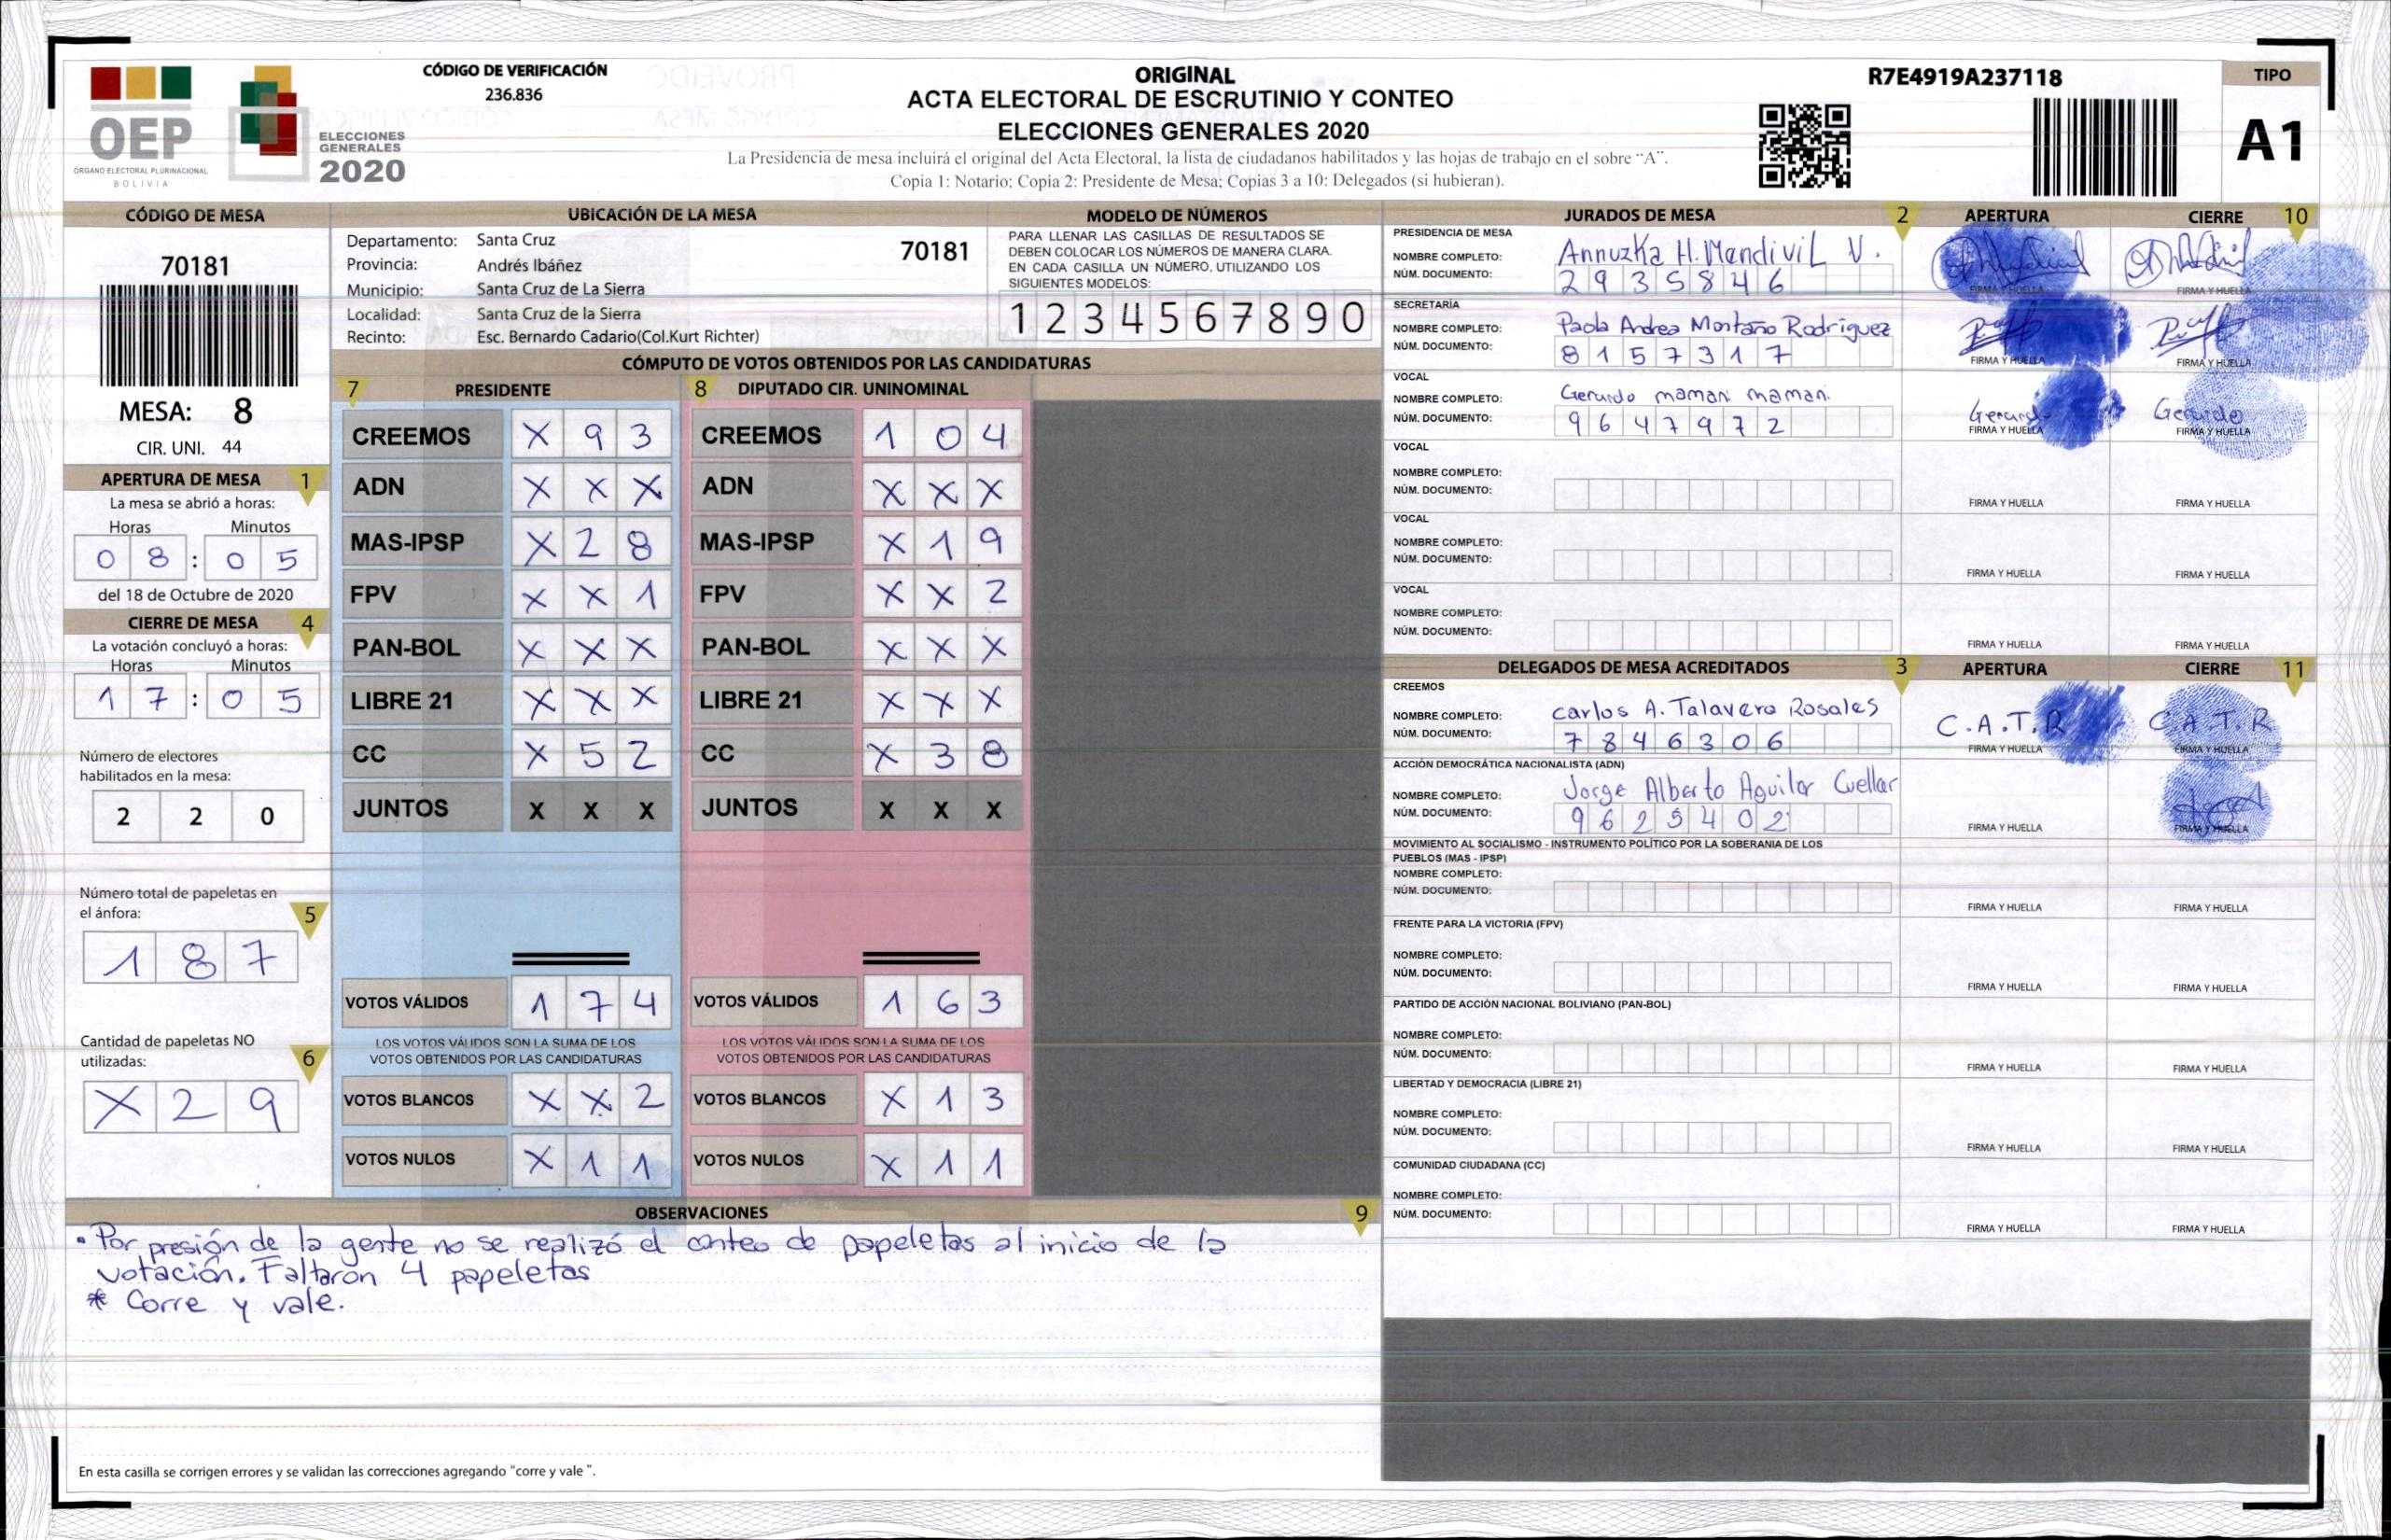 CÓDIGO DE VERIFICACIÓN
236.836
ORIGINAL
ACTA ELECTORAL DE ESCRUTINIO Y CONTEO
ELECCIONES GENERALES 2020
La Presidencia de mesa incluirá el original del Acta Electoral, la lista de ciudadanos habilitados y las hojas de trabajo en el sobre "A".
Copia 1: Notario; Copia 2: Presidente de Mesa; Copias 3 a 10: Delegados (si hubieran).
R7E4919A237118
TIPO
A1
OEP
ÓRGANO ELECTORAL PLURINACIONAL
BOLIVIA
ELECCIONES
GENERALES
2020
CÓDIGO DE MESA
70181
MESA: 8
CIR. UNI. 44
APERTURA DE MESA 1
La mesa se abrió a horas:
Horas Minutos
0 8 : 0 5
del 18 de Octubre de 2020
CIERRE DE MESA 4
La votación concluyó a horas:
Horas Minutos
1 7 : 0 5
Número de electores
habilitados en la mesa:
2 2 0
Número total de papeletas en
el ánfora: 5
1 8 7
Cantidad de papeletas NO
utilizadas: 6
X 2 9
UBICACIÓN DE LA MESA
Departamento: Santa Cruz 70181
Provincia: Andrés Ibáñez
Municipio: Santa Cruz de La Sierra
Localidad: Santa Cruz de la Sierra
Recinto: Esc. Bernardo Cadario(Col.Kurt Richter)
MODELO DE NÚMEROS
PARA LLENAR LAS CASILLAS DE RESULTADOS SE
DEBEN COLOCAR LOS NÚMEROS DE MANERA CLARA.
EN CADA CASILLA UN NÚMERO, UTILIZANDO LOS
SIGUIENTES MODELOS:
1 2 3 4 5 6 7 8 9 0
CÓMPUTO DE VOTOS OBTENIDOS POR LAS CANDIDATURAS
7 PRESIDENTE
CREEMOS X 9 3
ADN X X X
MAS-IPSP X 2 8
FPV X X 1
PAN-BOL X X X
LIBRE 21 X X X
CC X 5 2
JUNTOS X X X
VOTOS VÁLIDOS 1 7 4
LOS VOTOS VÁLIDOS SON LA SUMA DE LOS
VOTOS OBTENIDOS POR LAS CANDIDATURAS
VOTOS BLANCOS X X 2
VOTOS NULOS X 1 1
8 DIPUTADO CIR. UNINOMINAL
CREEMOS 1 0 4
ADN X X X
MAS-IPSP X 1 9
FPV X X 2
PAN-BOL X X X
LIBRE 21 X X X
CC X 3 8
JUNTOS X X X
VOTOS VÁLIDOS 1 6 3
LOS VOTOS VÁLIDOS SON LA SUMA DE LOS
VOTOS OBTENIDOS POR LAS CANDIDATURAS
VOTOS BLANCOS X 1 3
VOTOS NULOS X 1 1
OBSERVACIONES 9
• Por presión de la gente no se realizó el conteo de papeletas al inicio de la
votación. Faltaron 4 papeletas
* Corre y vale.
En esta casilla se corrigen errores y se validan las correcciones agregando "corre y vale ".
JURADOS DE MESA 2 APERTURA CIERRE 10
PRESIDENCIA DE MESA
NOMBRE COMPLETO: Annuzka H. Mendivil V.
NÚM. DOCUMENTO: 2 9 3 5 8 4 6
FIRMA Y HUELLA FIRMA Y HUELLA
SECRETARÍA
NOMBRE COMPLETO: Paola Andrea Montaño Rodriguez
NÚM. DOCUMENTO: 8 1 5 7 3 1 7
FIRMA Y HUELLA FIRMA Y HUELLA
VOCAL
NOMBRE COMPLETO: Gerardo mamani mamani
NÚM. DOCUMENTO: 9 6 4 7 9 7 2
Gerardo Gerardo
FIRMA Y HUELLA FIRMA Y HUELLA
VOCAL
NOMBRE COMPLETO:
NÚM. DOCUMENTO:
FIRMA Y HUELLA FIRMA Y HUELLA
VOCAL
NOMBRE COMPLETO:
NÚM. DOCUMENTO:
FIRMA Y HUELLA FIRMA Y HUELLA
VOCAL
NOMBRE COMPLETO:
NÚM. DOCUMENTO:
FIRMA Y HUELLA FIRMA Y HUELLA
DELEGADOS DE MESA ACREDITADOS 3 APERTURA CIERRE 11
CREEMOS
NOMBRE COMPLETO: Carlos A. Talavera Rosales
NÚM. DOCUMENTO: 7 8 4 6 3 0 6
C.A.T.R C.A.T.R
FIRMA Y HUELLA FIRMA Y HUELLA
ACCIÓN DEMOCRÁTICA NACIONALISTA (ADN)
NOMBRE COMPLETO: Jorge Alberto Aguilar Cuellar
NÚM. DOCUMENTO: 9 6 2 5 4 0 2
FIRMA Y HUELLA FIRMA Y HUELLA
MOVIMIENTO AL SOCIALISMO - INSTRUMENTO POLÍTICO POR LA SOBERANIA DE LOS
PUEBLOS (MAS - IPSP)
NOMBRE COMPLETO:
NÚM. DOCUMENTO:
FIRMA Y HUELLA FIRMA Y HUELLA
FRENTE PARA LA VICTORIA (FPV)
NOMBRE COMPLETO:
NÚM. DOCUMENTO:
FIRMA Y HUELLA FIRMA Y HUELLA
PARTIDO DE ACCIÓN NACIONAL BOLIVIANO (PAN-BOL)
NOMBRE COMPLETO:
NÚM. DOCUMENTO:
FIRMA Y HUELLA FIRMA Y HUELLA
LIBERTAD Y DEMOCRACIA (LIBRE 21)
NOMBRE COMPLETO:
NÚM. DOCUMENTO:
FIRMA Y HUELLA FIRMA Y HUELLA
COMUNIDAD CIUDADANA (CC)
NOMBRE COMPLETO:
NÚM. DOCUMENTO:
FIRMA Y HUELLA FIRMA Y HUELLA